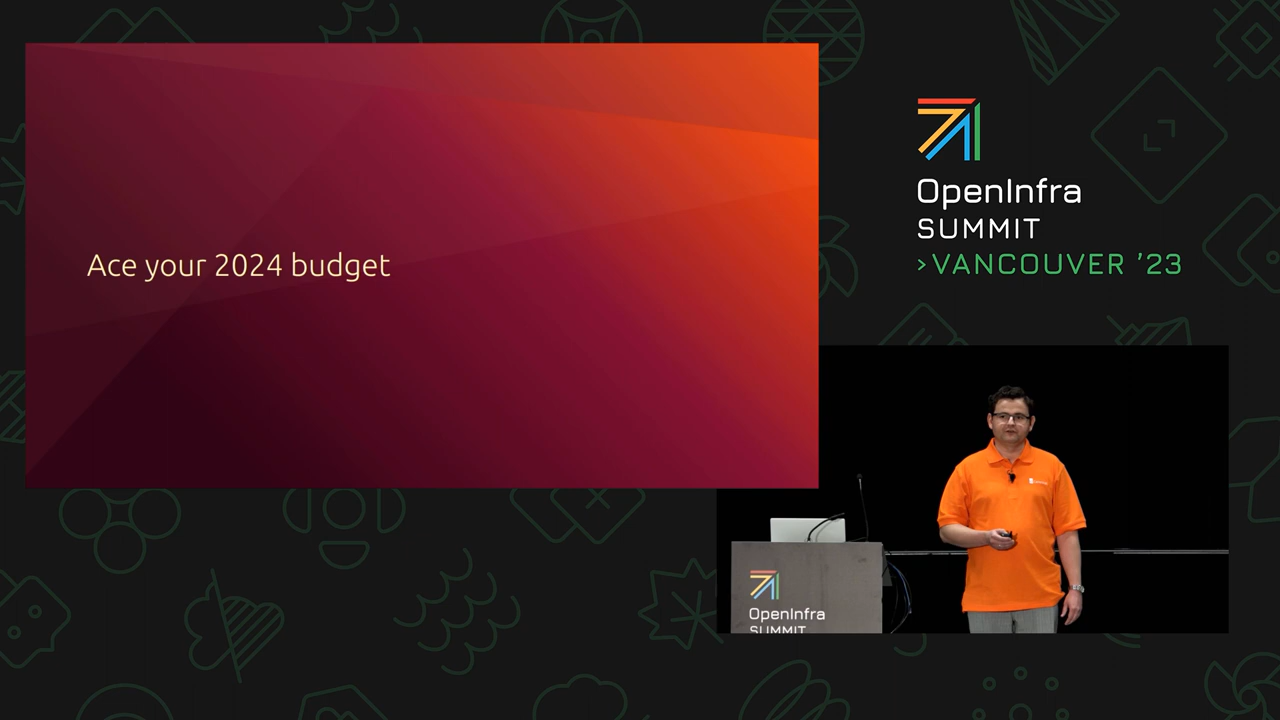 Ace your 2024 budget
OpenInfra
SUMMIT
>VANCOUVER '23
OpenInfra
SUMMIT